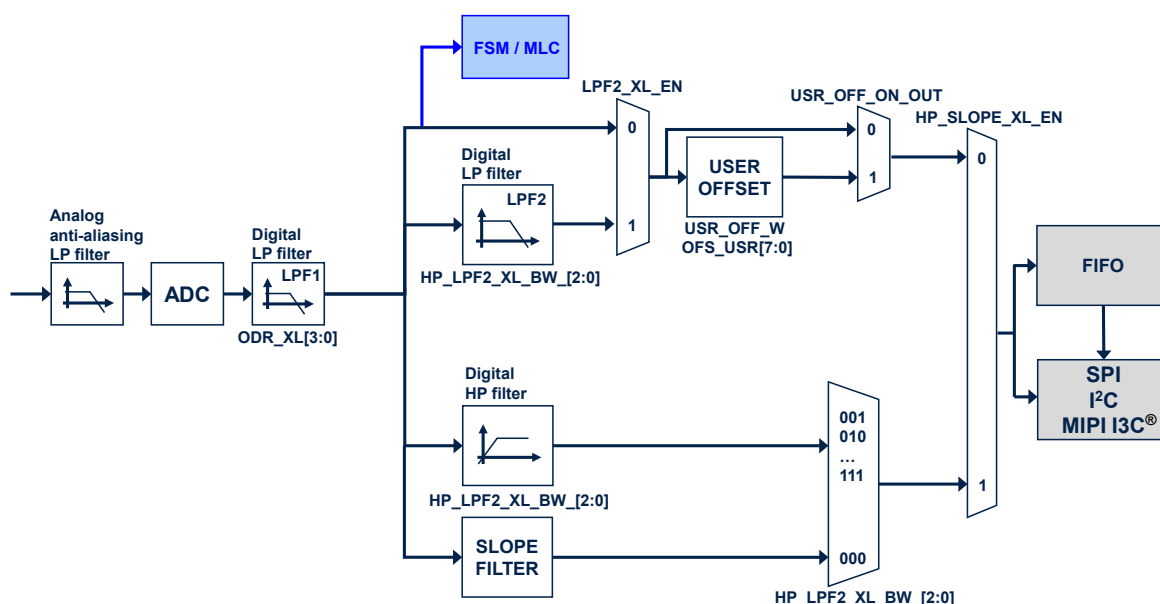 FSM / MLC
LPF2_XL_EN
0
1
USR_OFF_ON_OUT
0
1
HP_SLOPE_XL_EN
0
1
Digital
LP filter
LPF2
HP_LPF2_XL_BW_[2:0]
USER
OFFSET
USR_OFF_W
OFS_USR[7:0]
Analog
anti-aliasing
LP filter
ADC
Digital
LP filter
LPF1
ODR_XL[3:0]
FIFO
SPI
I²C
MIPI I3C®
Digital
HP filter
HP_LPF2_XL_BW_[2:0]
SLOPE
FILTER
001
010
...
111
000
HP_LPF2_XL_BW_[2:0]